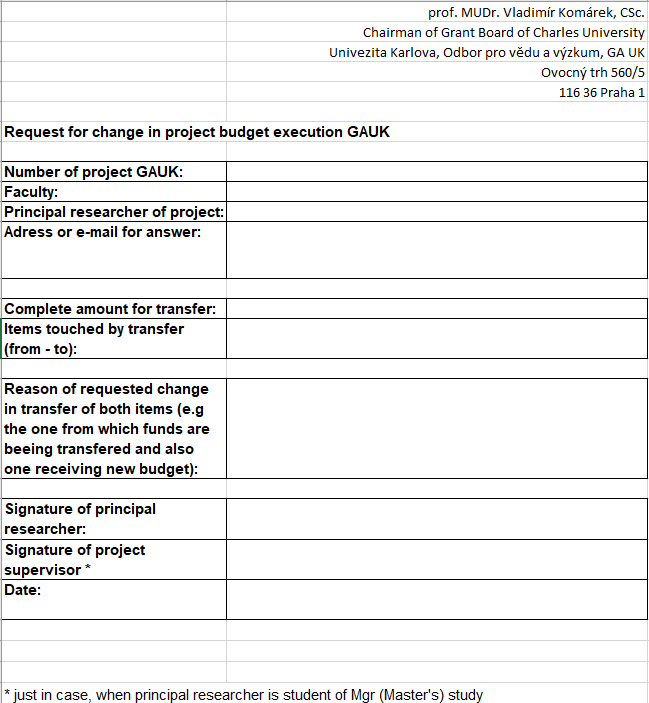 prof. MUDr. Vladimír Komárek, CSc.
Chairman of Grant Board of Charles University
Univezita Karlova, Odbor pro vědu a výzkum, GA UK
Ovocný trh 560/5
116 36 Praha 1
Request for change in project budget execution GAUK
Number of project GAUK:
Faculty:
Principal researcher of project:
Adress or e-mail for answer:
Complete amount for transfer:
Items touched by transfer
(from - to):
Reason of requested change
in transfer of both items (e.g
the one from which funds are
beeing transfered and also
one receiving new budget):
Signature of principal
researcher:
Signature of project
supervisor *
Date:
* just in case, when principal researcher is student of Mgr (Master's) study